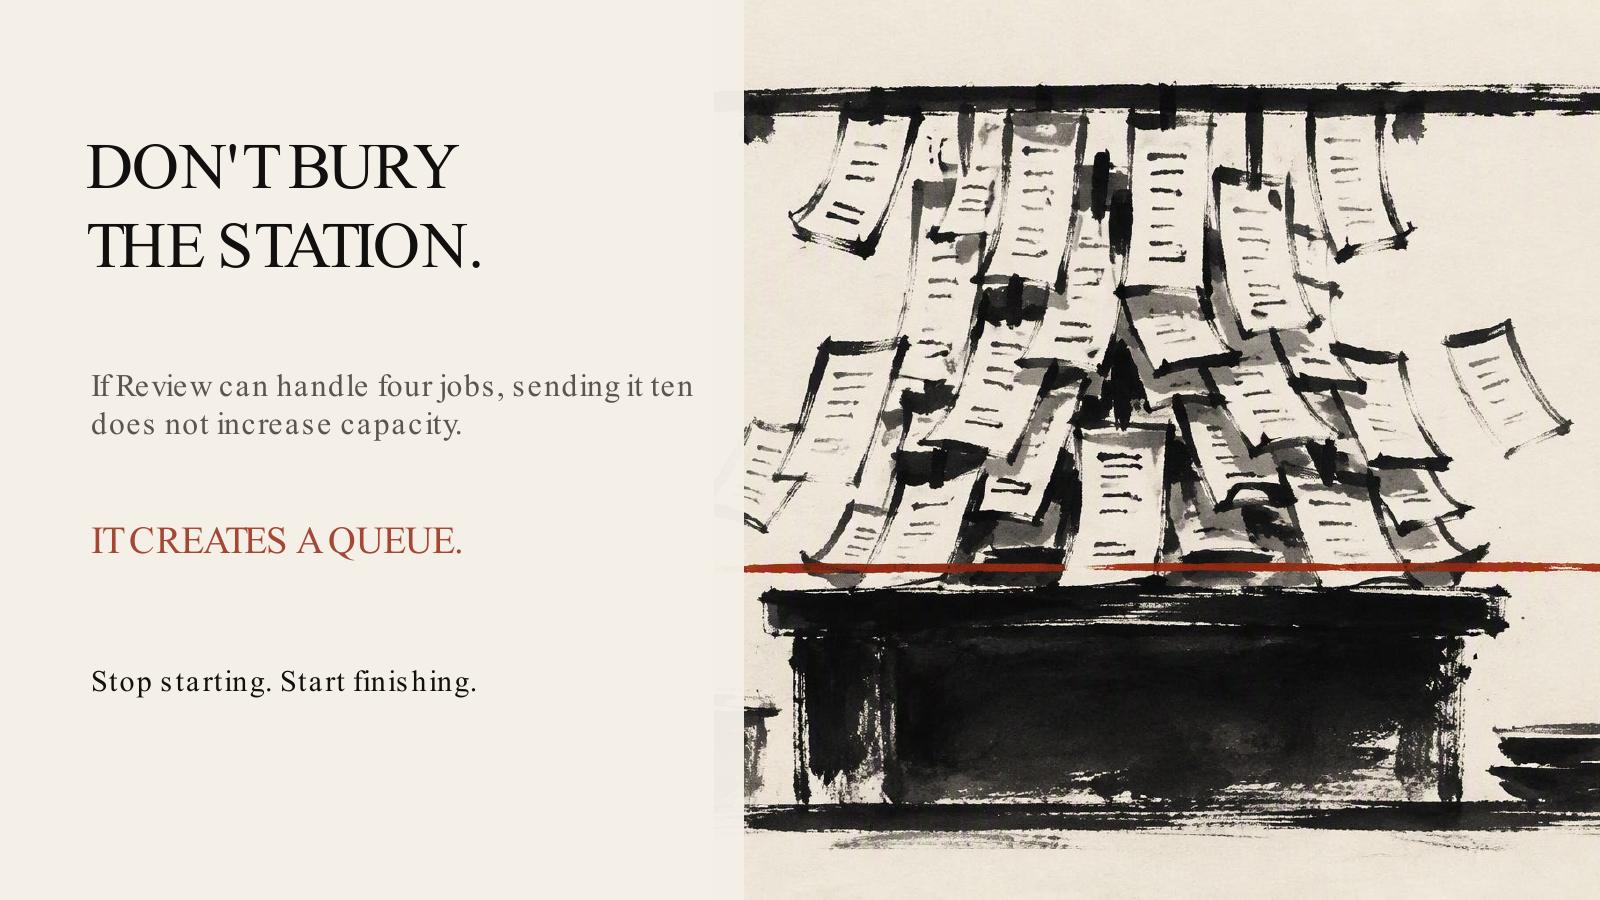 DON'T BURY
THE STATION.
If Review can handle four jobs, sending it ten
does not increase capacity.
IT CREATES A QUEUE.
Stop starting. Start finishing.